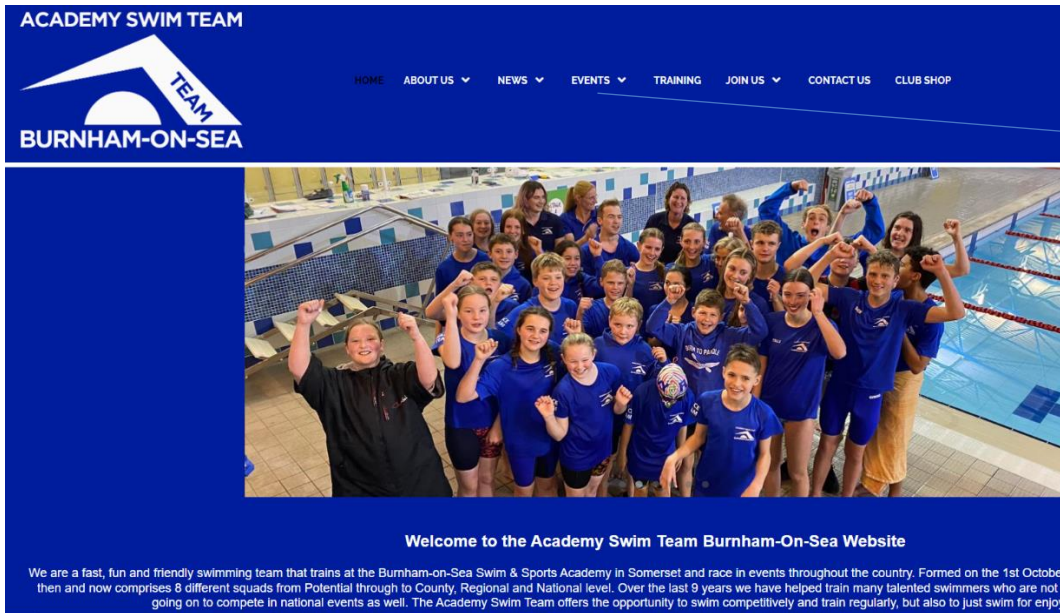 ACADEMY SWIM TEAM
TEAM
BURNHAM-ON-SEA
HOME ABOUT US NEWS EVENTS TRAINING JOIN US CONTACT US CLUB SHOP
Welcome to the Academy Swim Team Burnham-On-Sea Website
We are a fast, fun and friendly swimming team that trains at the Burnham-on-Sea Swim & Sports Academy in Somerset and race in events throughout the country. Formed on the 1st Octobe
then and now comprises 8 different squads from Potential through to County, Regional and National level. Over the last 9 years we have helped train many talented swimmers who are no
going on to compete in national events as well. The Academy Swim Team offers the opportunity to swim competitively and train regularly, but also to just swim for enj